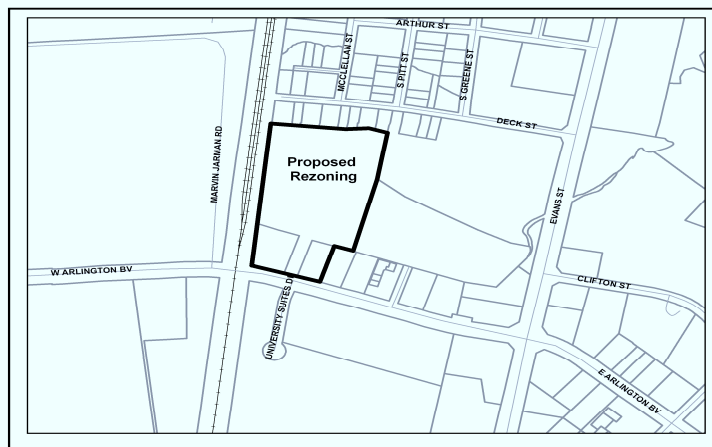 ARTHUR ST
MCCLELLAN ST
S PITT ST
S GREENE ST
DECK ST
MARVIN JARMAN RD
Proposed
Rezoning
EVANS ST
W ARLINGTON BV
CLIFTON ST
UNIVERSITY SUITES D
E ARLINGTON BV